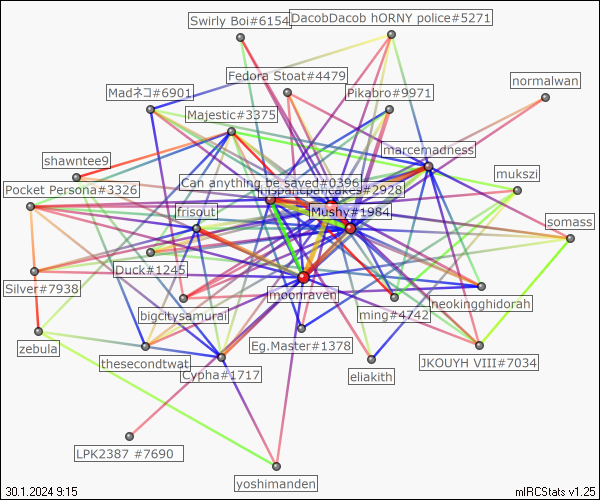 Swirly Boi#6154
DacobDacob hORNY police#5271
Fedora Stoat#4479
normalwan
Madネコ#6901
Pikabro#9971
Majestic#3375
marcemadness
shawntee9
mukszi
Can anything be saved#0396
Pocket Persona#3326
cakes#2928
frisout
Mushy#1984
somass
Duck#1245
Silver#7938
moonraven
neokingghidorah
bigcitysamurai
ming#4742
zebula
Eg.Master#1378
thesecondtwat
JKOUYH VIII#7034
Cypha#1717
eliakith
LPK2387 #7690
yoshimanden
30.1.2024 9:15
mIRCStats v1.25